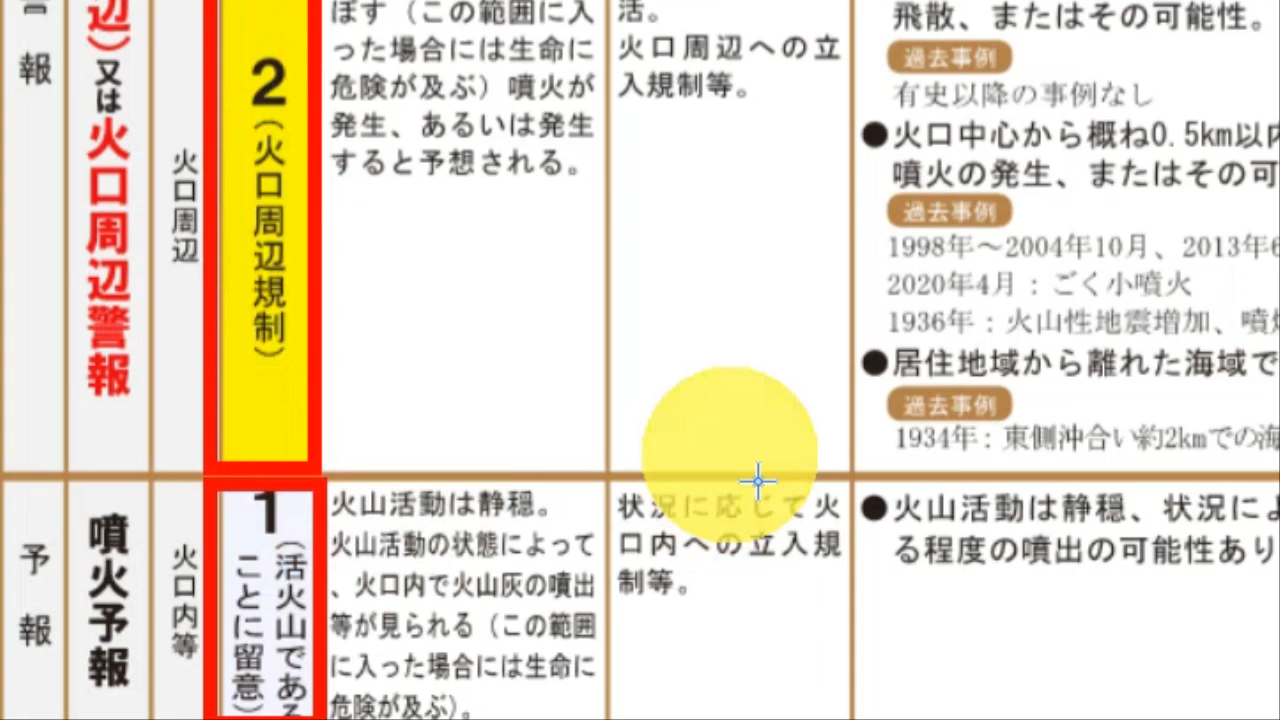 警報
辺)又は火口周辺警報
火口周辺
2(火口周辺規制)
ぼす（この範囲に入
った場合には生命に
危険が及ぶ）噴火が
発生、あるいは発生
すると予想される。
活。
火口周辺への立
入規制等。
飛散、またはその可能性。
過去事例
有史以降の事例なし
●火口中心から概ね0.5km以内
噴火の発生、またはその可
過去事例
1998年～2004年10月、2013年6
2020年4月：ごく小噴火
1936年：火山性地震増加、噴煙
●居住地域から離れた海域で
過去事例
1934年：東側沖合い約2kmでの海
予報
噴火予報
火口内等
1(活火山である
ことに留意)
火山活動は静穏。
火山活動の状態によって
、火口内で火山灰の噴出
等が見られる（この範囲
に入った場合には生命に
危険が及ぶ）。
状況に応じて火
口内への立入規
制等。
●火山活動は静穏、状況によ
る程度の噴出の可能性あり